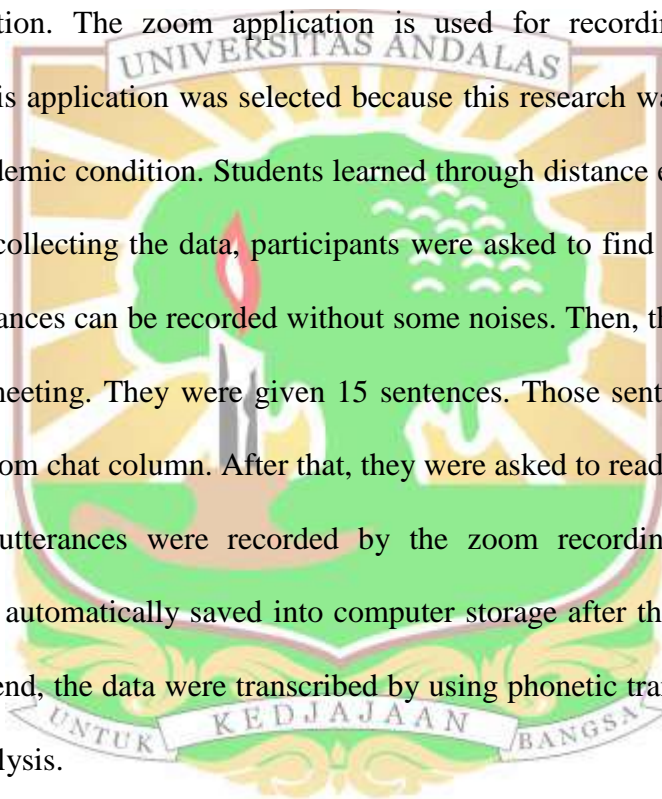 tion. The zoom application is used for recordin
UNIVERSITAS ANDALAS
is application was selected because this research wa
demic condition. Students learned through distance e
collecting the data, participants were asked to find
ances can be recorded without some noises. Then, th
meeting. They were given 15 sentences. Those sent
om chat column. After that, they were asked to read
utterances were recorded by the zoom recordin
automatically saved into computer storage after the
end, the data were transcribed by using phonetic tran
UNTUK KEDJAJAAN BANGSA
lysis.